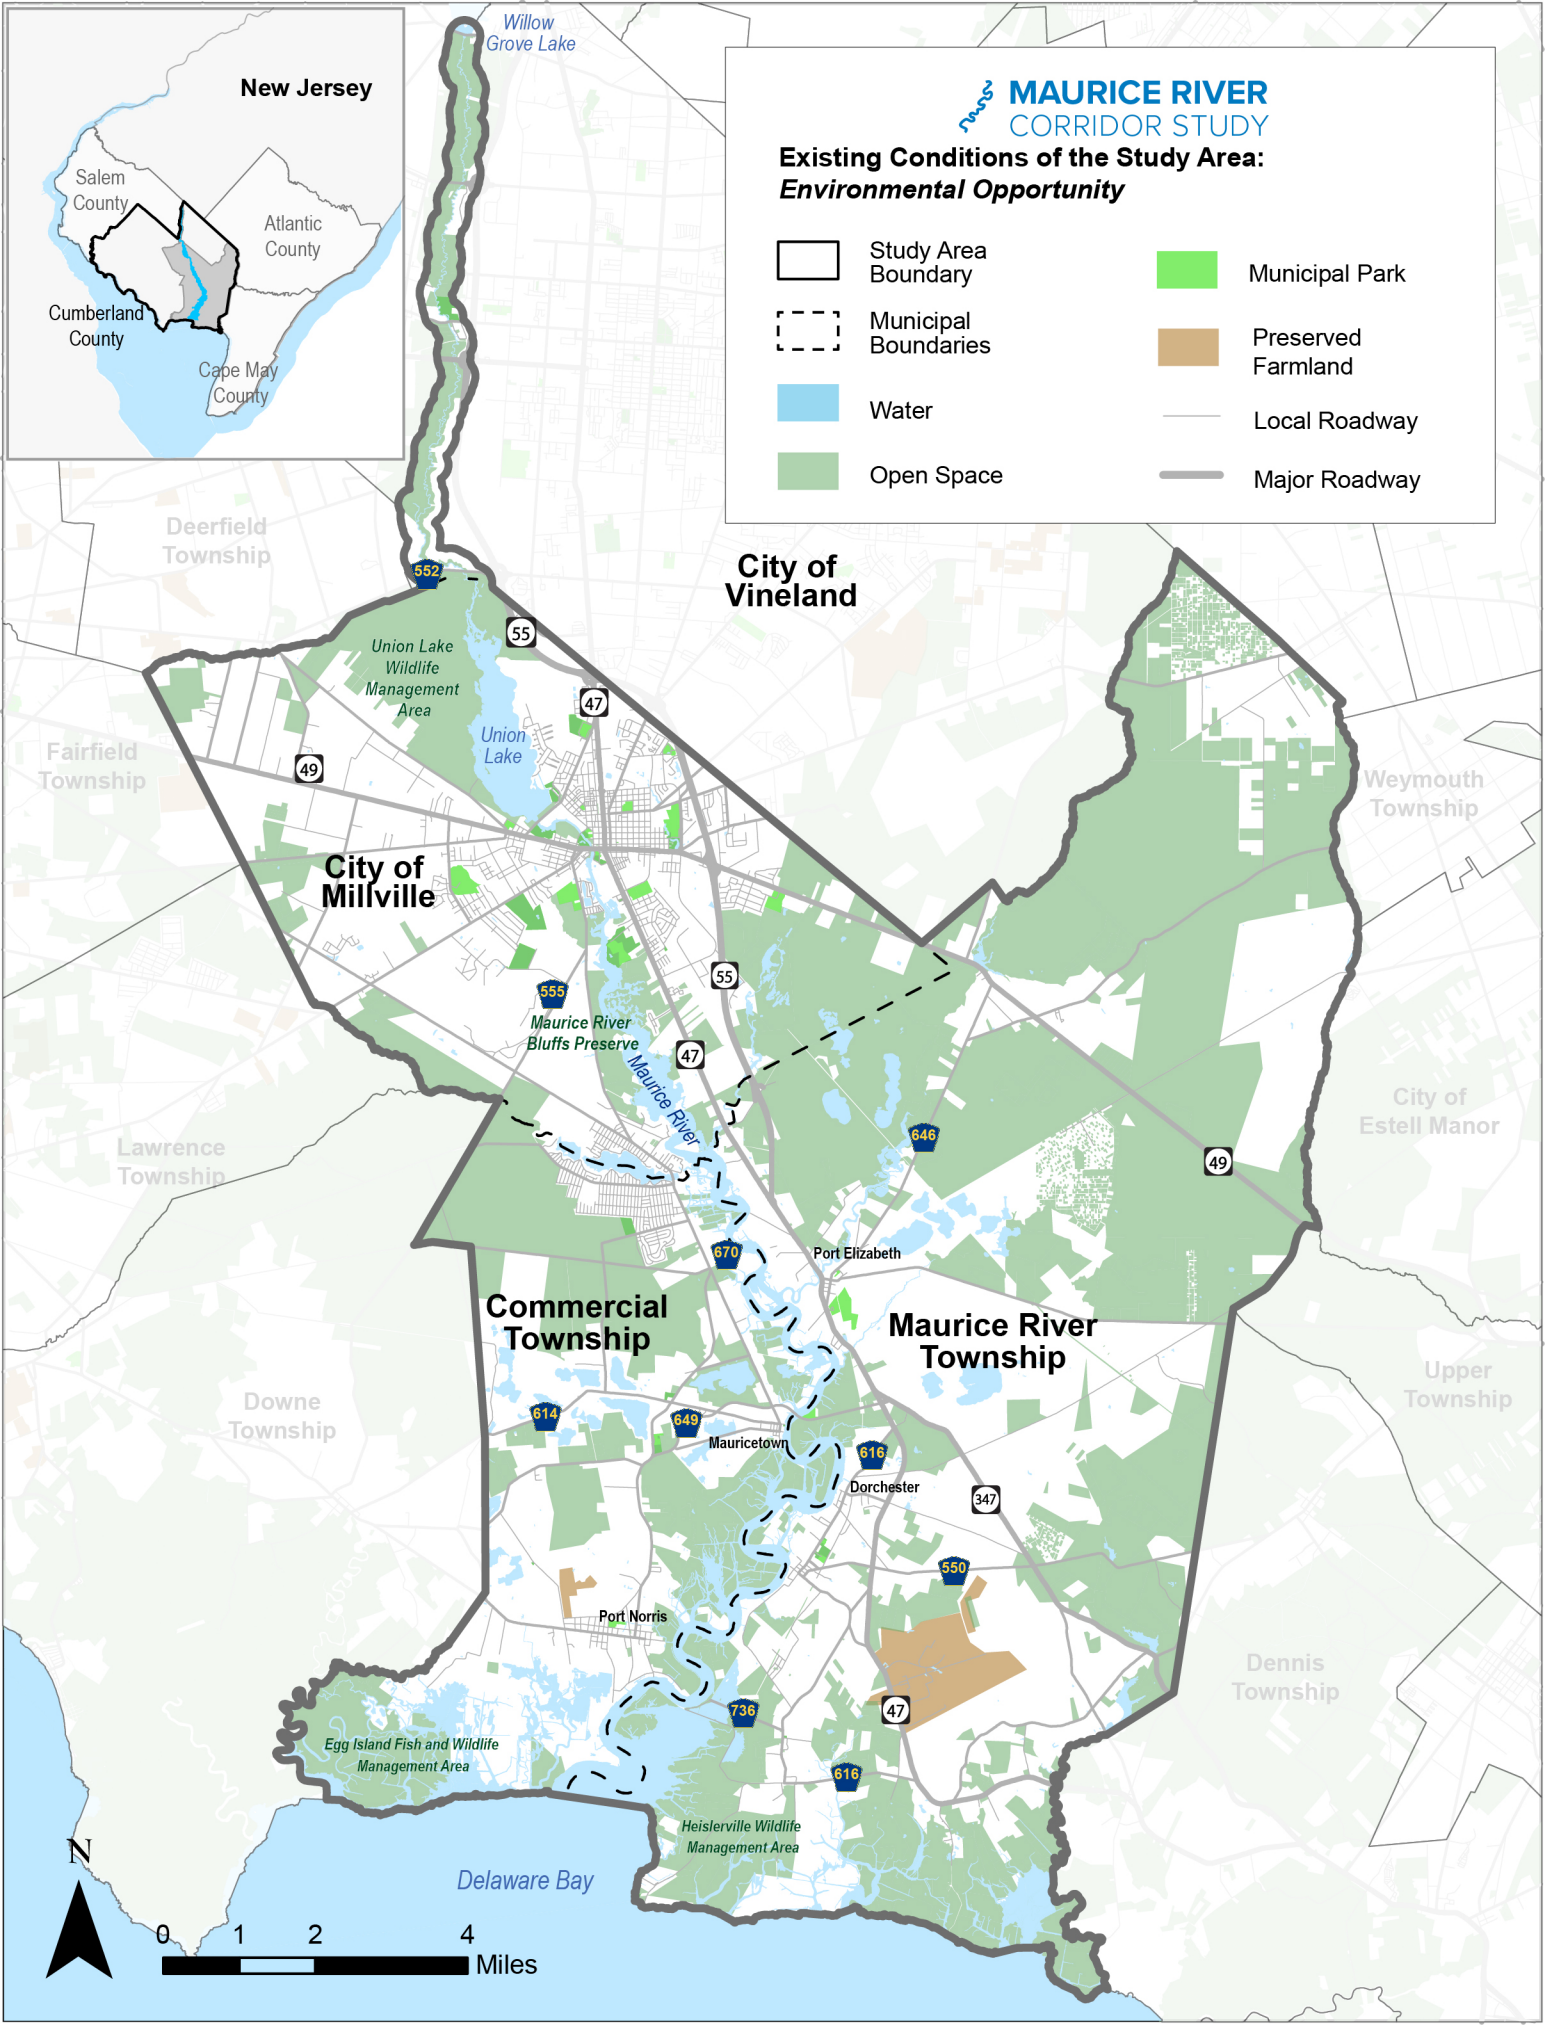 New Jersey
Salem
County
Atlantic
County
Cumberland
County
Cape May
County
Willow
Grove Lake
MAURICE RIVER
CORRIDOR STUDY
Existing Conditions of the Study Area:
Environmental Opportunity
Study Area
Boundary
Municipal
Boundaries
Water
Open Space
Municipal Park
Preserved
Farmland
Local Roadway
Major Roadway
Deerfield
Township
552
City of
Vineland
55
Union Lake
Wildlife
Management
Area
47
Union
Lake
49
Fairfield
Township
Weymouth
Township
City of
Millville
55
555
Maurice River
Bluffs Preserve
47
Maurice River
646
City of
Estell Manor
49
Lawrence
Township
670
Port Elizabeth
Commercial
Township
Maurice River
Township
Upper
Township
Downe
Township
614
649
Mauricetown
616
Dorchester
347
550
Port Norris
Dennis
Township
736
47
Egg Island Fish and Wildlife
Management Area
616
Heislerville Wildlife
Management Area
Delaware Bay
N
0 1 2 4
Miles